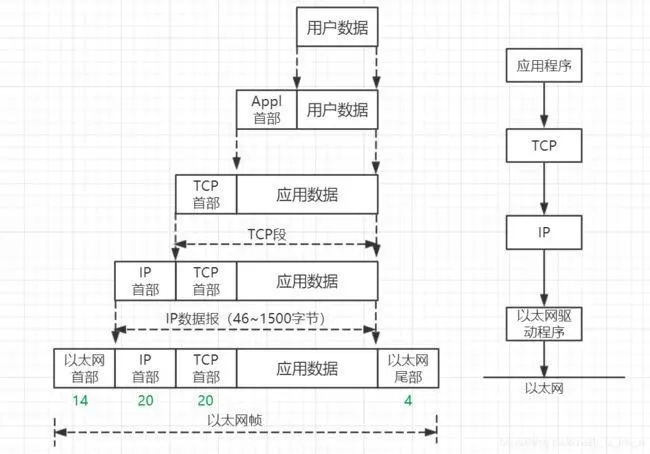 用户数据
Appl
首部
用户数据
应用程序
TCP
首部
应用数据
TCP
TCP段
IP
首部
TCP
首部
应用数据
IP
IP数据报（46~1500字节）
以太网驱
动程序
以太网
首部
IP
首部
TCP
首部
应用数据
以太网
尾部
以太网
14
20
20
4
以太网帧